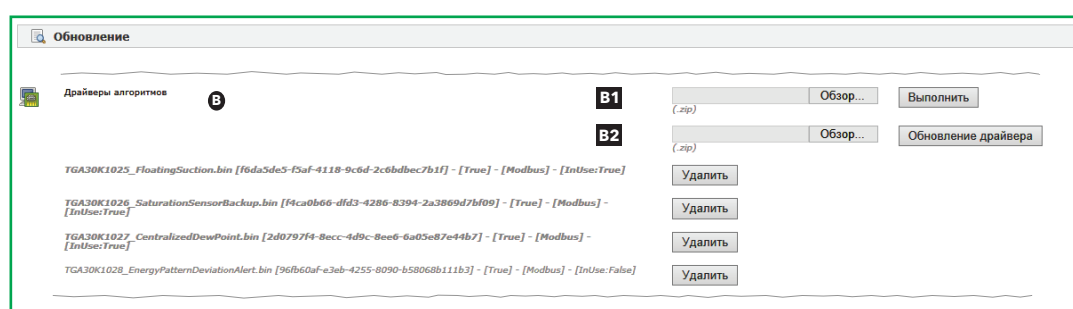 Обновление
Драйверы алгоритмов
B
B1
Обзор...
Выполнить
(.zip)
B2
Обзор...
Обновление драйвера
(.zip)
TGA30K1025_FloatingSuction.bin [f6da5de5-f5af-4118-9c6d-2c6bdbec7b1f] - [True] - [Modbus] - [InUse:True]
Удалить
TGA30K1026_SaturationSensorBackup.bin [f4ca0b66-dfd3-4286-8394-2a3869d7bf09] - [True] - [Modbus] -
[InUse:True]
Удалить
TGA30K1027_CentralizedDewPoint.bin [2d0797f4-8ecc-4d9c-8ee6-6a05e87e44b7] - [True] - [Modbus] -
[InUse:True]
Удалить
TGA30K1028_EnergyPatternDeviationAlert.bin [96fb60af-e3eb-4255-8090-b58068b111b3] - [True] - [Modbus] - [InUse:False]
Удалить